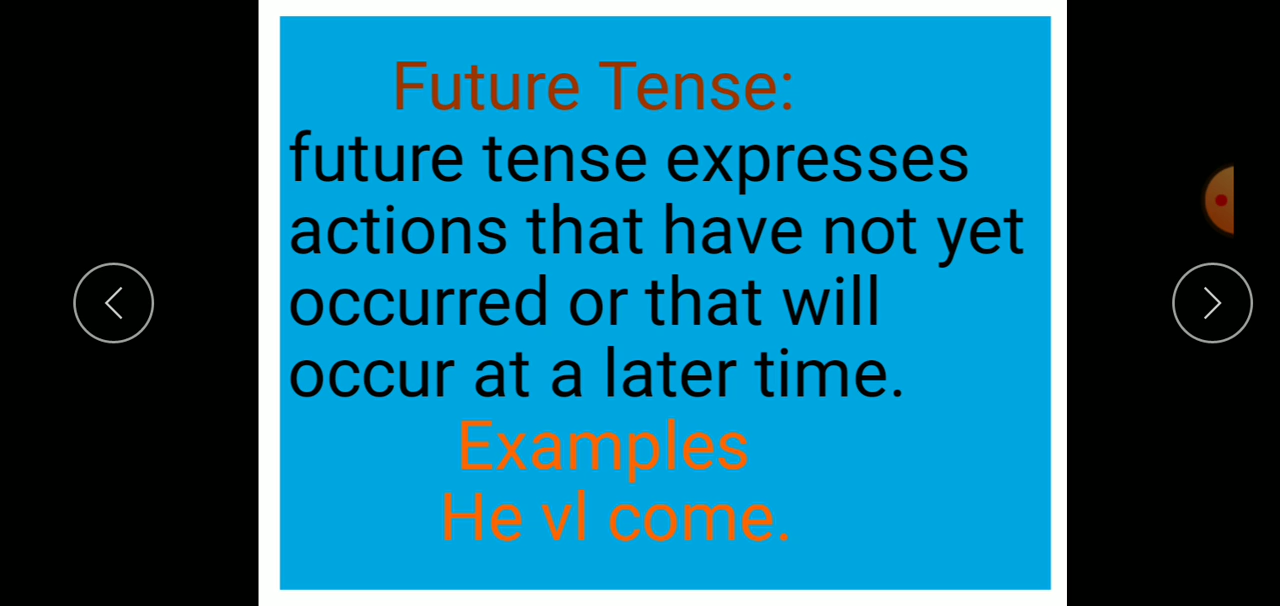 Future Tense:
future tense expresses
actions that have not yet
occurred or that will
occur at a later time.
Examples
He vl come.